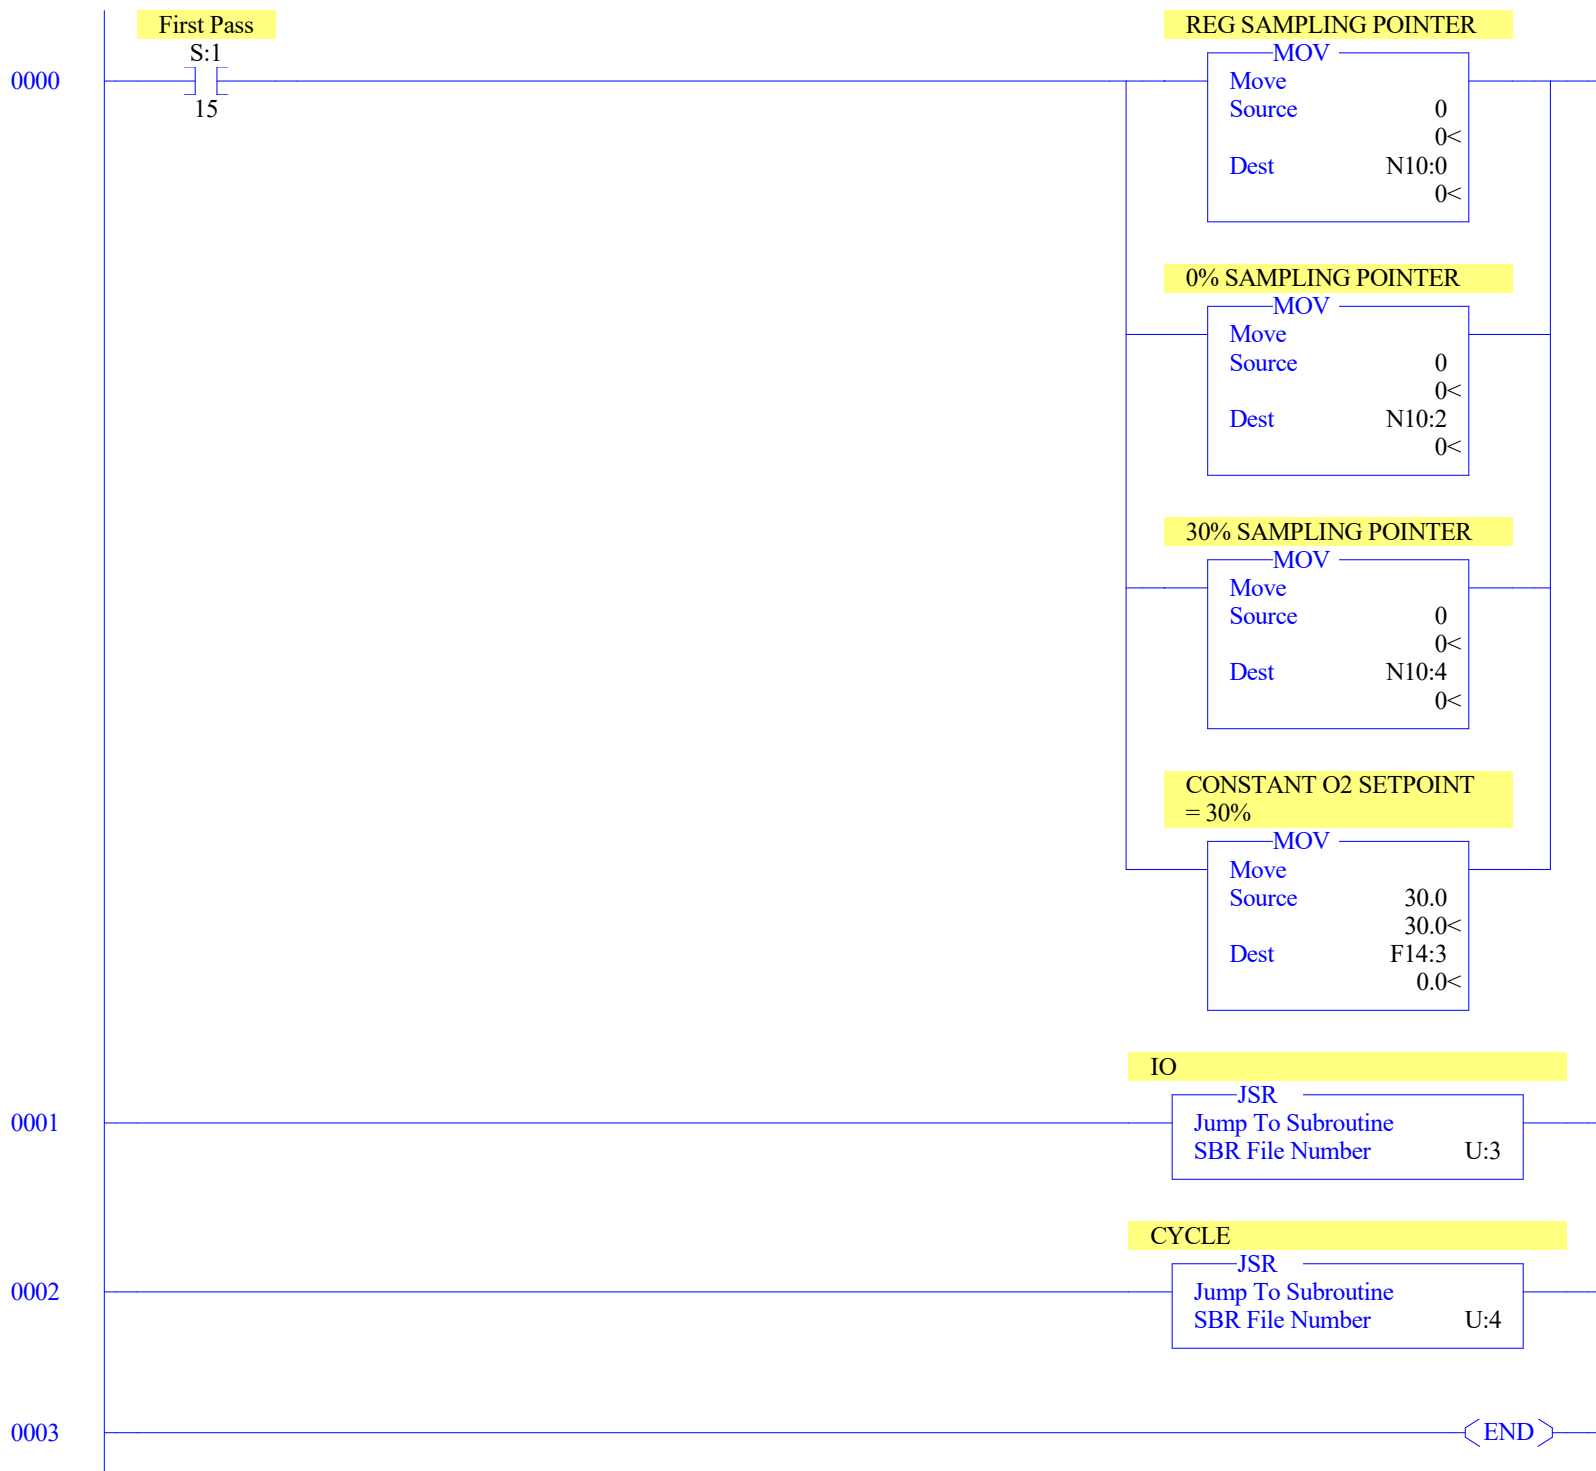 First Pass
S:1
0000
15
REG SAMPLING POINTER
MOV
Move
Source 0
0<
Dest N10:0
0<
0% SAMPLING POINTER
MOV
Move
Source 0
0<
Dest N10:2
0<
30% SAMPLING POINTER
MOV
Move
Source 0
0<
Dest N10:4
0<
CONSTANT O2 SETPOINT
= 30%
MOV
Move
Source 30.0
30.0<
Dest F14:3
0.0<
IO
JSR
0001
Jump To Subroutine
SBR File Number U:3
CYCLE
JSR
0002
Jump To Subroutine
SBR File Number U:4
0003
END